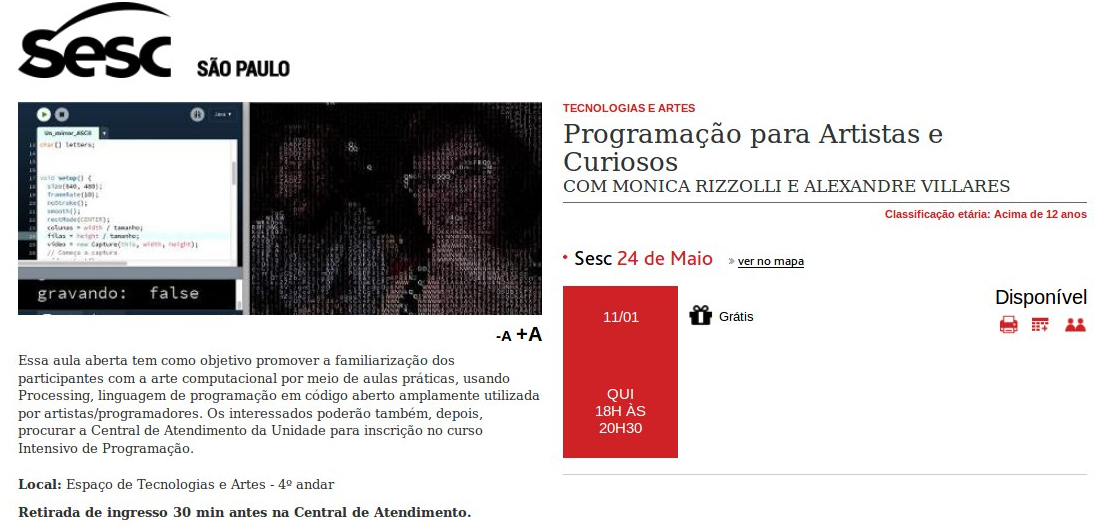 Sesc
SÃO PAULO
Java
Un_mirror_ASCII
char[] letters;
void setup() {
size(640, 480);
frameRate(10);
noStroke();
smooth();
rectMode(CENTER);
colunas = width / tamanho;
filas = height / tamanho;
video = new Capture(this, width, height);
// Começa a captura
gravando: false
-A +A
Essa aula aberta tem como objetivo promover a familiarização dos
participantes com a arte computacional por meio de aulas práticas, usando
Processing, linguagem de programação em código aberto amplamente utilizada
por artistas/programadores. Os interessados poderão também, depois,
procurar a Central de Atendimento da Unidade para inscrição no curso
Intensivo de Programação.
Local: Espaço de Tecnologias e Artes - 4º andar
Retirada de ingresso 30 min antes na Central de Atendimento.
TECNOLOGIAS E ARTES
Programação para Artistas e
Curiosos
COM MONICA RIZZOLLI E ALEXANDRE VILLARES
Classificação etária: Acima de 12 anos
• Sesc 24 de Maio » ver no mapa
Disponível
11/01
Grátis
QUI
18H ÀS
20H30